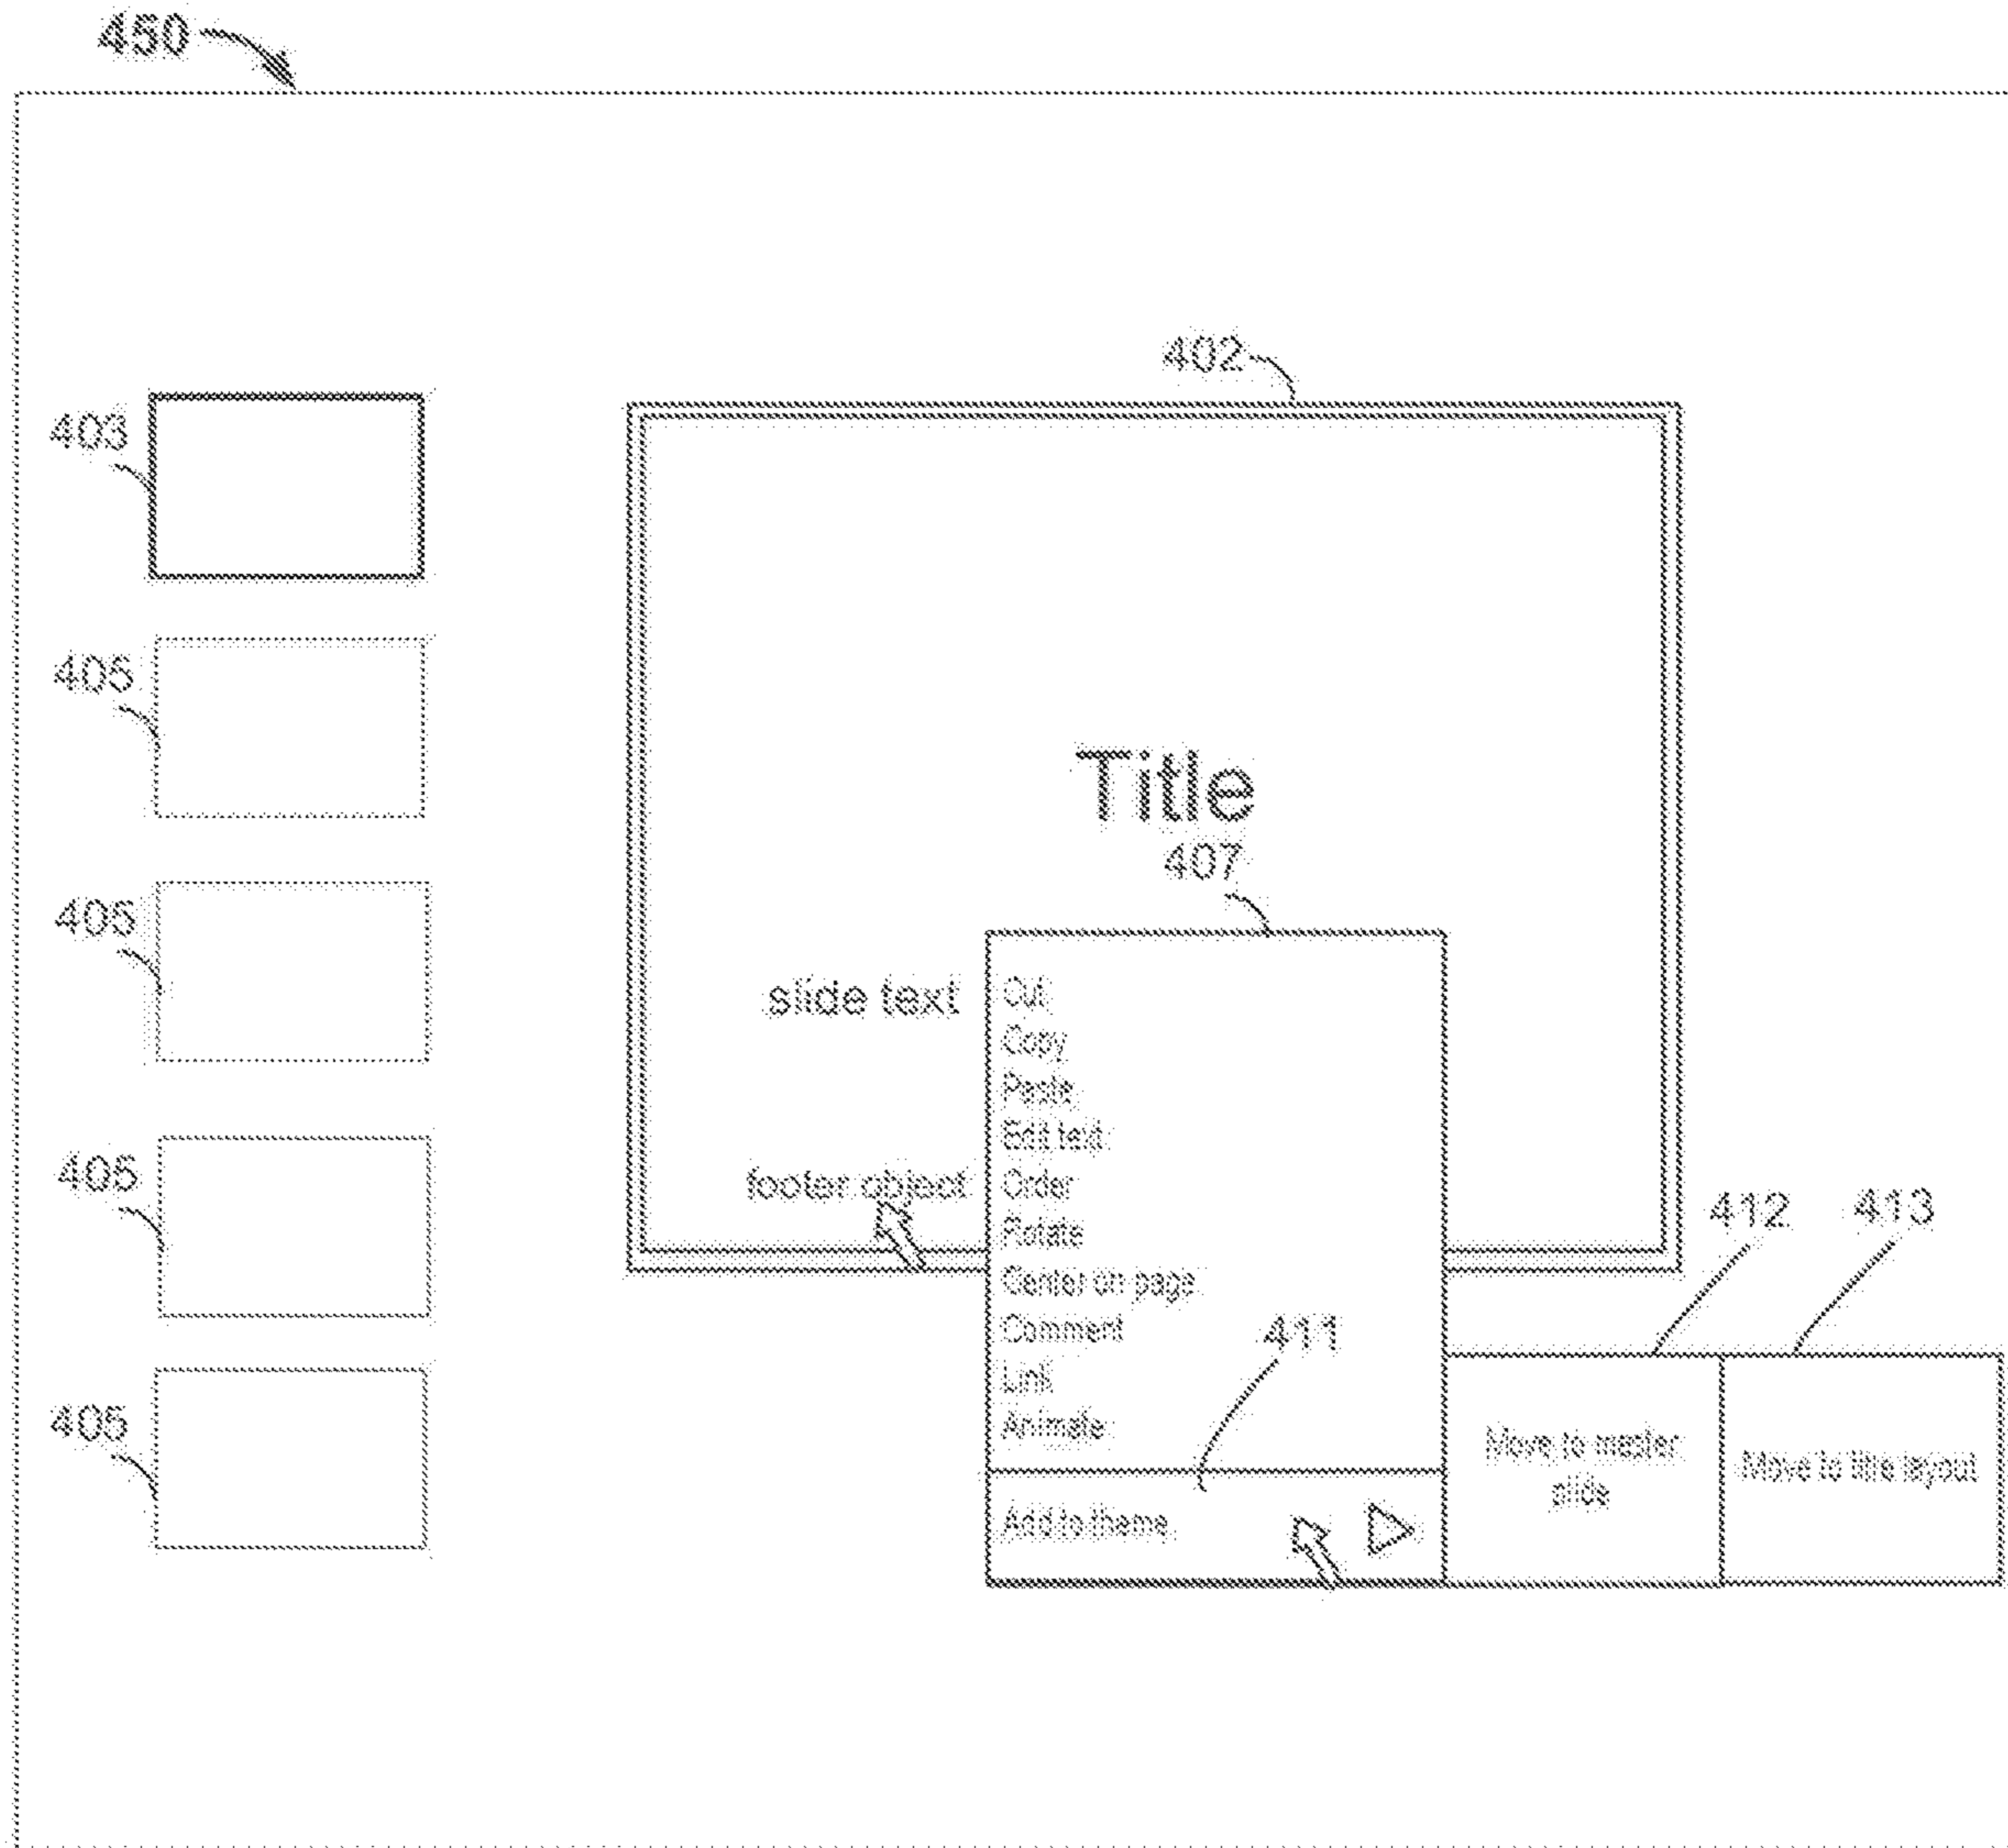 450
402
403
405
Title
407
405
slide text
Cut
Copy
Paste
Edit text
footer object
Order
405
Rotate
412
413
Center on page
Comment
411
Link
405
Animate
Move to master
slide
Move to title layout
Add to theme